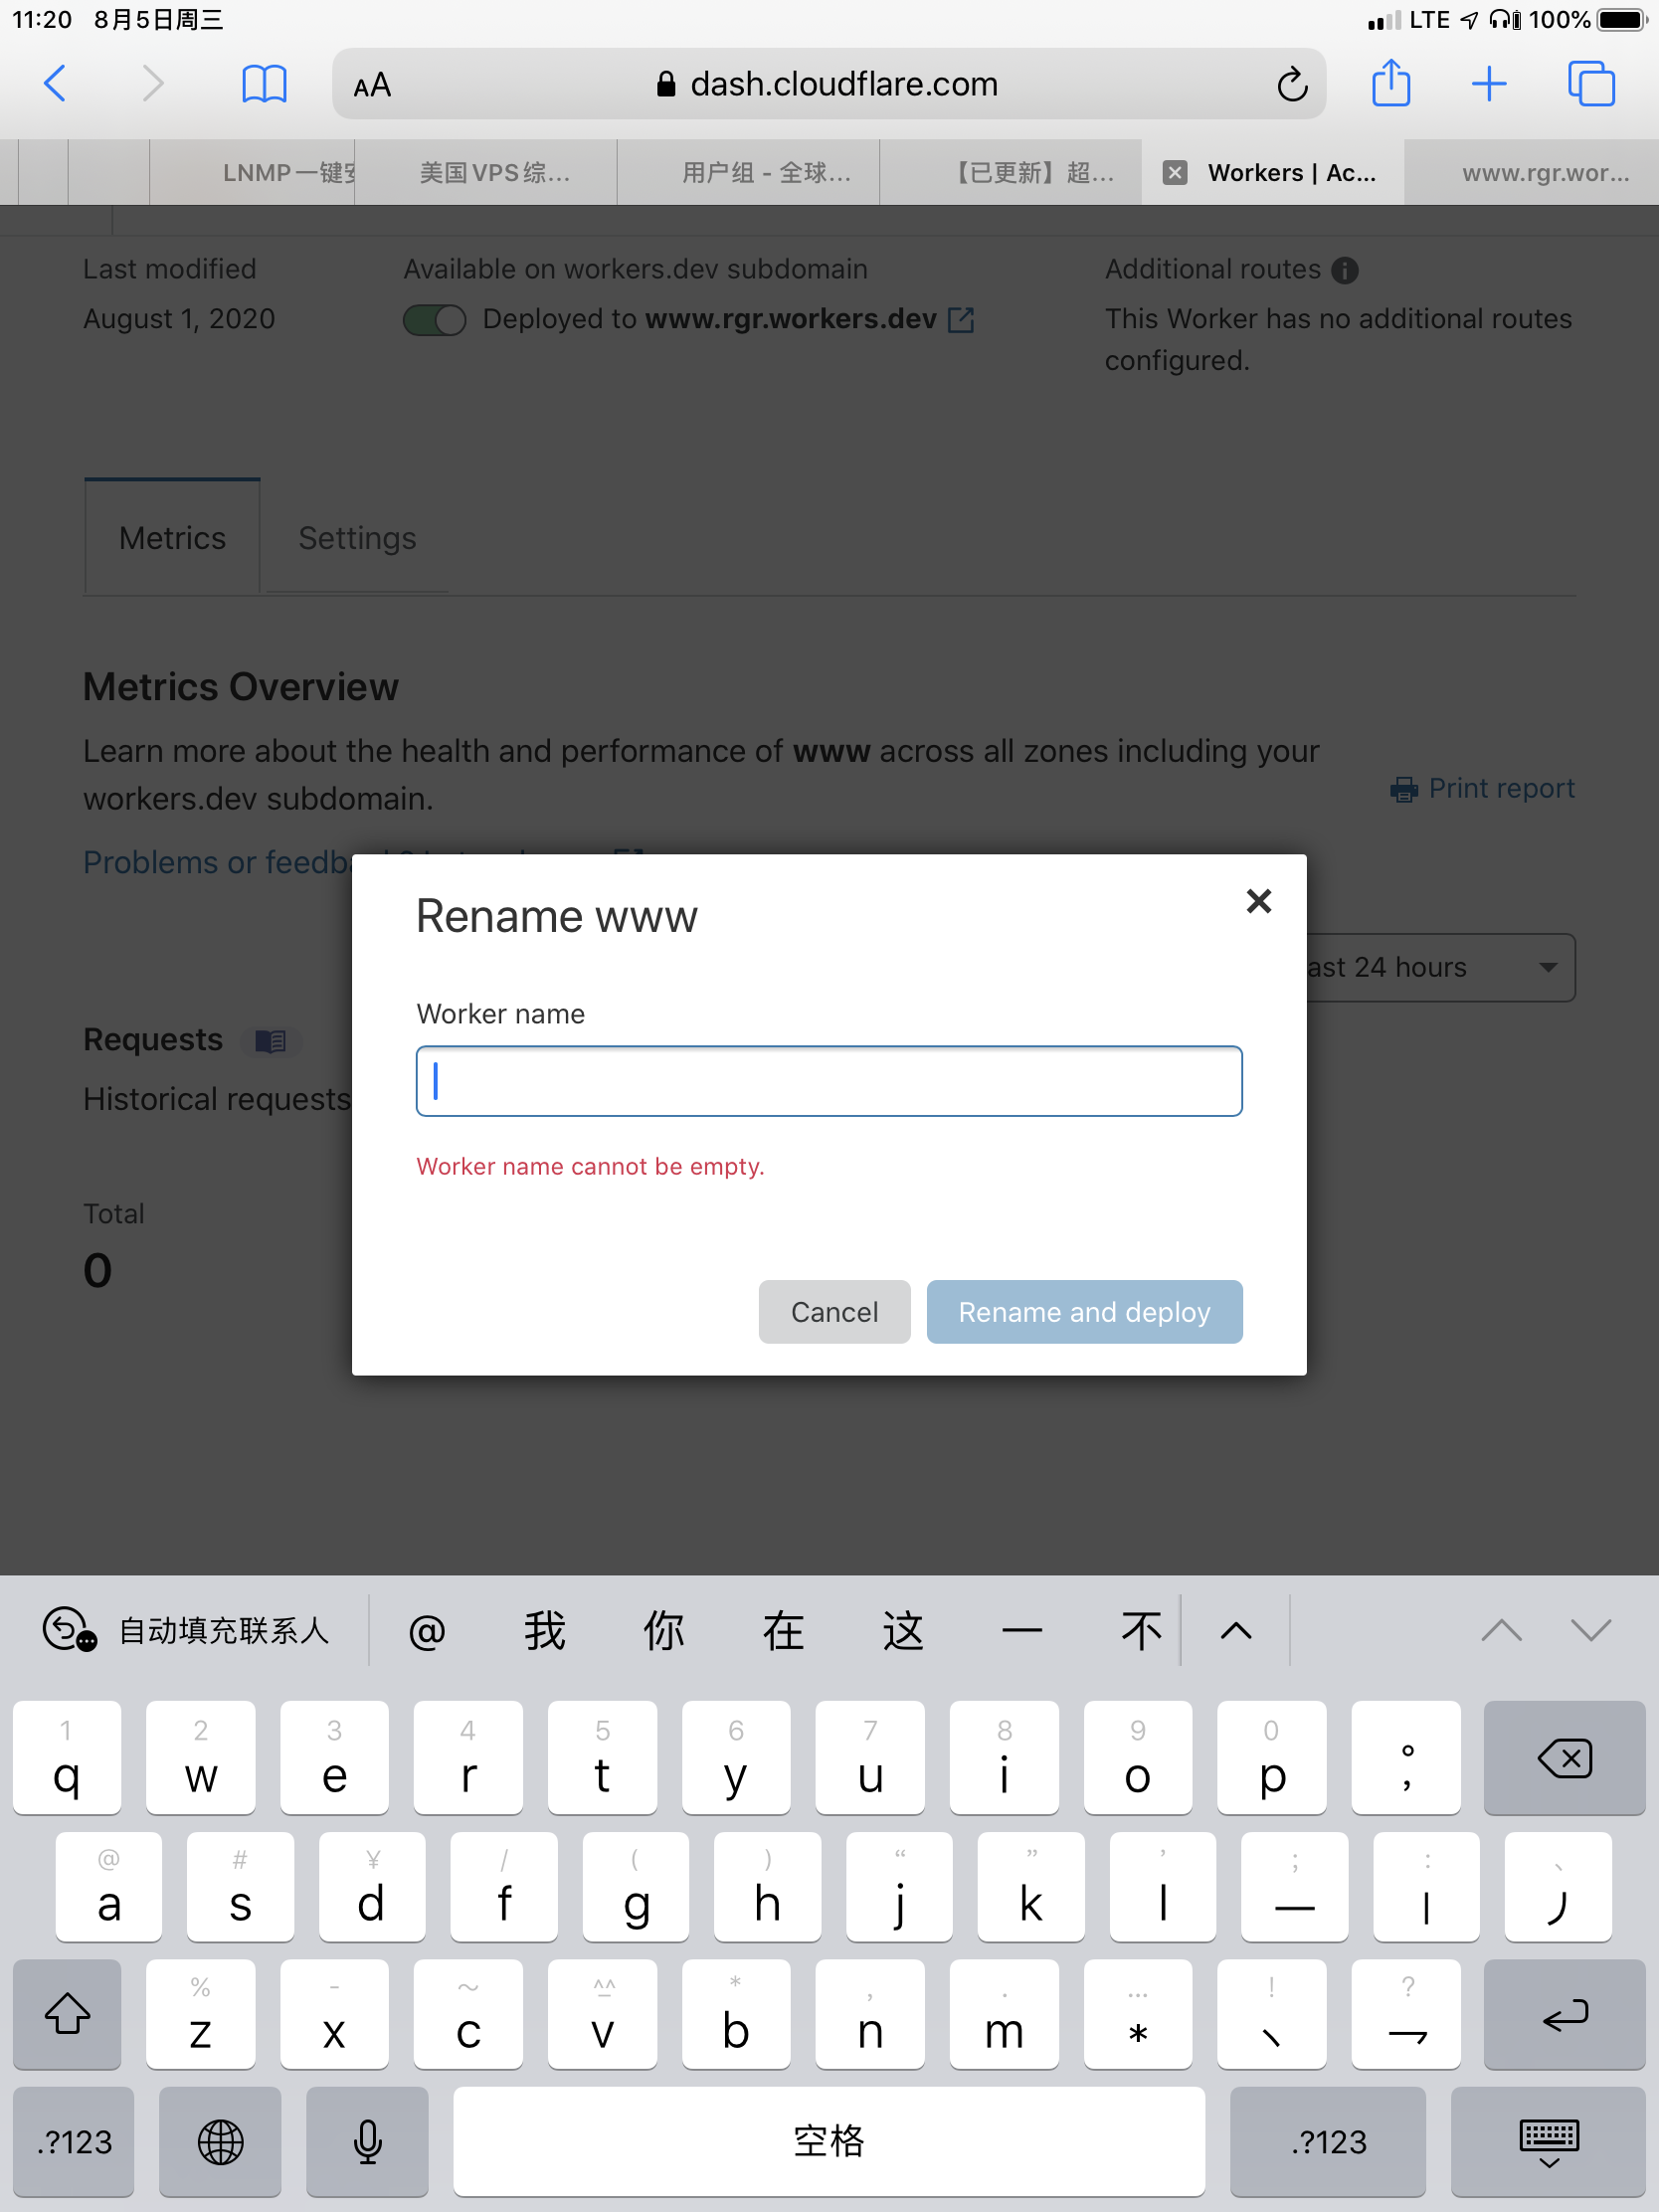 11:20 8月5日周三
LTE 100%
AA dash.cloudflare.com
LNMP一键安
美国VPS综...
用户组 - 全球...
【已更新】超...
Workers | Ac...
www.rgr.wor...
Last modified
August 1, 2020
Available on workers.dev subdomain
Deployed to www.rgr.workers.dev
Additional routes
This Worker has no additional routes
configured.
Metrics
Settings
Metrics Overview
Learn more about the health and performance of www across all zones including your
workers.dev subdomain.
Print report
Problems or feedba
Rename www
Worker name
Worker name cannot be empty.
Cancel
Rename and deploy
ast 24 hours
Requests
Historical requests
Total
0
自动填充联系人 @ 我 你 在 这 一 不
1 2 3 4 5 6 7 8 9 0
q w e r t y u i o p 。,
@ # ¥ / ( ) “ ” ’ ; : 、
a s d f g h j k l 一 丨 丿
% - ~ ^^ * , . ... ! ?
z x c v b n m * 丶 乛
.?123 空格 .?123